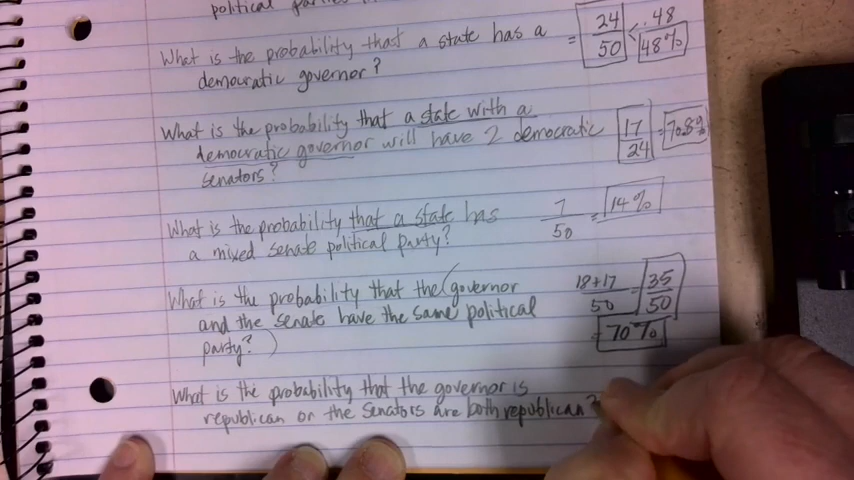 political parties
What is the probability that a state has a
democratic governor?
= 24/50 < .48
48%
What is the probability that a state with a
democratic governor will have 2 democratic
senators?
17/24 = 70.8%
What is the probability that a state has
a mixed senate political party?
7/50 = 14%
What is the probability that the (governor
and the senate have the same political
party?)
18+17/50 = 35/50
= 70%
What is the probability that the governor is
republican or the senators are both republican?